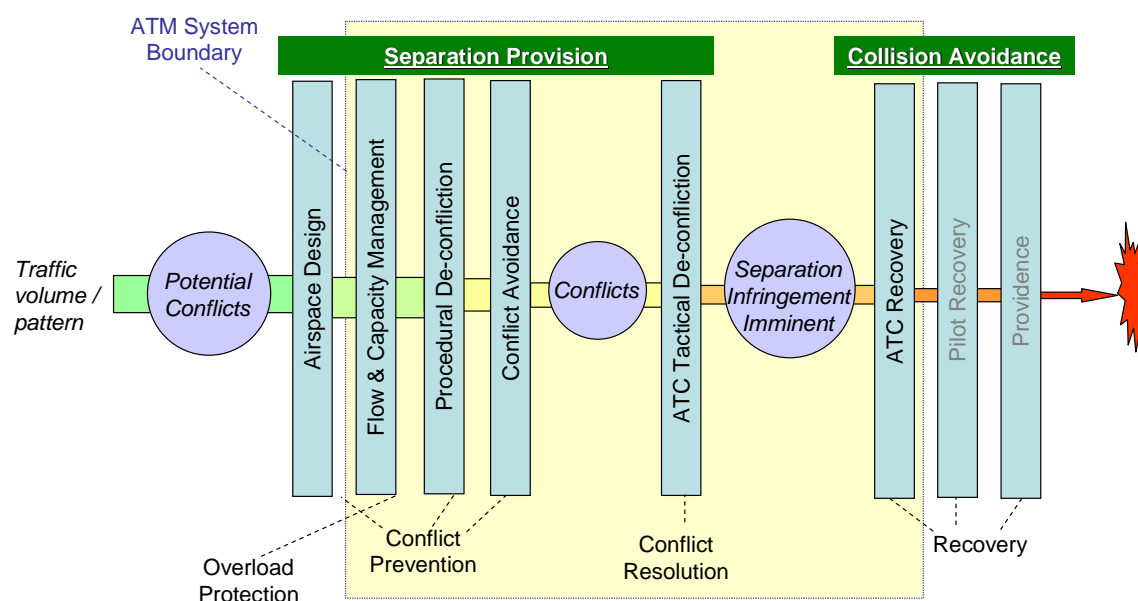 ATM System
Boundary
Separation Provision
Collision Avoidance
Traffic
volume /
pattern
Potential
Conflicts
Airspace Design
Flow & Capacity Management
Procedural De-confliction
Conflict Avoidance
Conflicts
ATC Tactical De-confliction
Separation
Infringement
Imminent
ATC Recovery
Pilot Recovery
Providence
Overload
Protection
Conflict
Prevention
Conflict
Resolution
Recovery